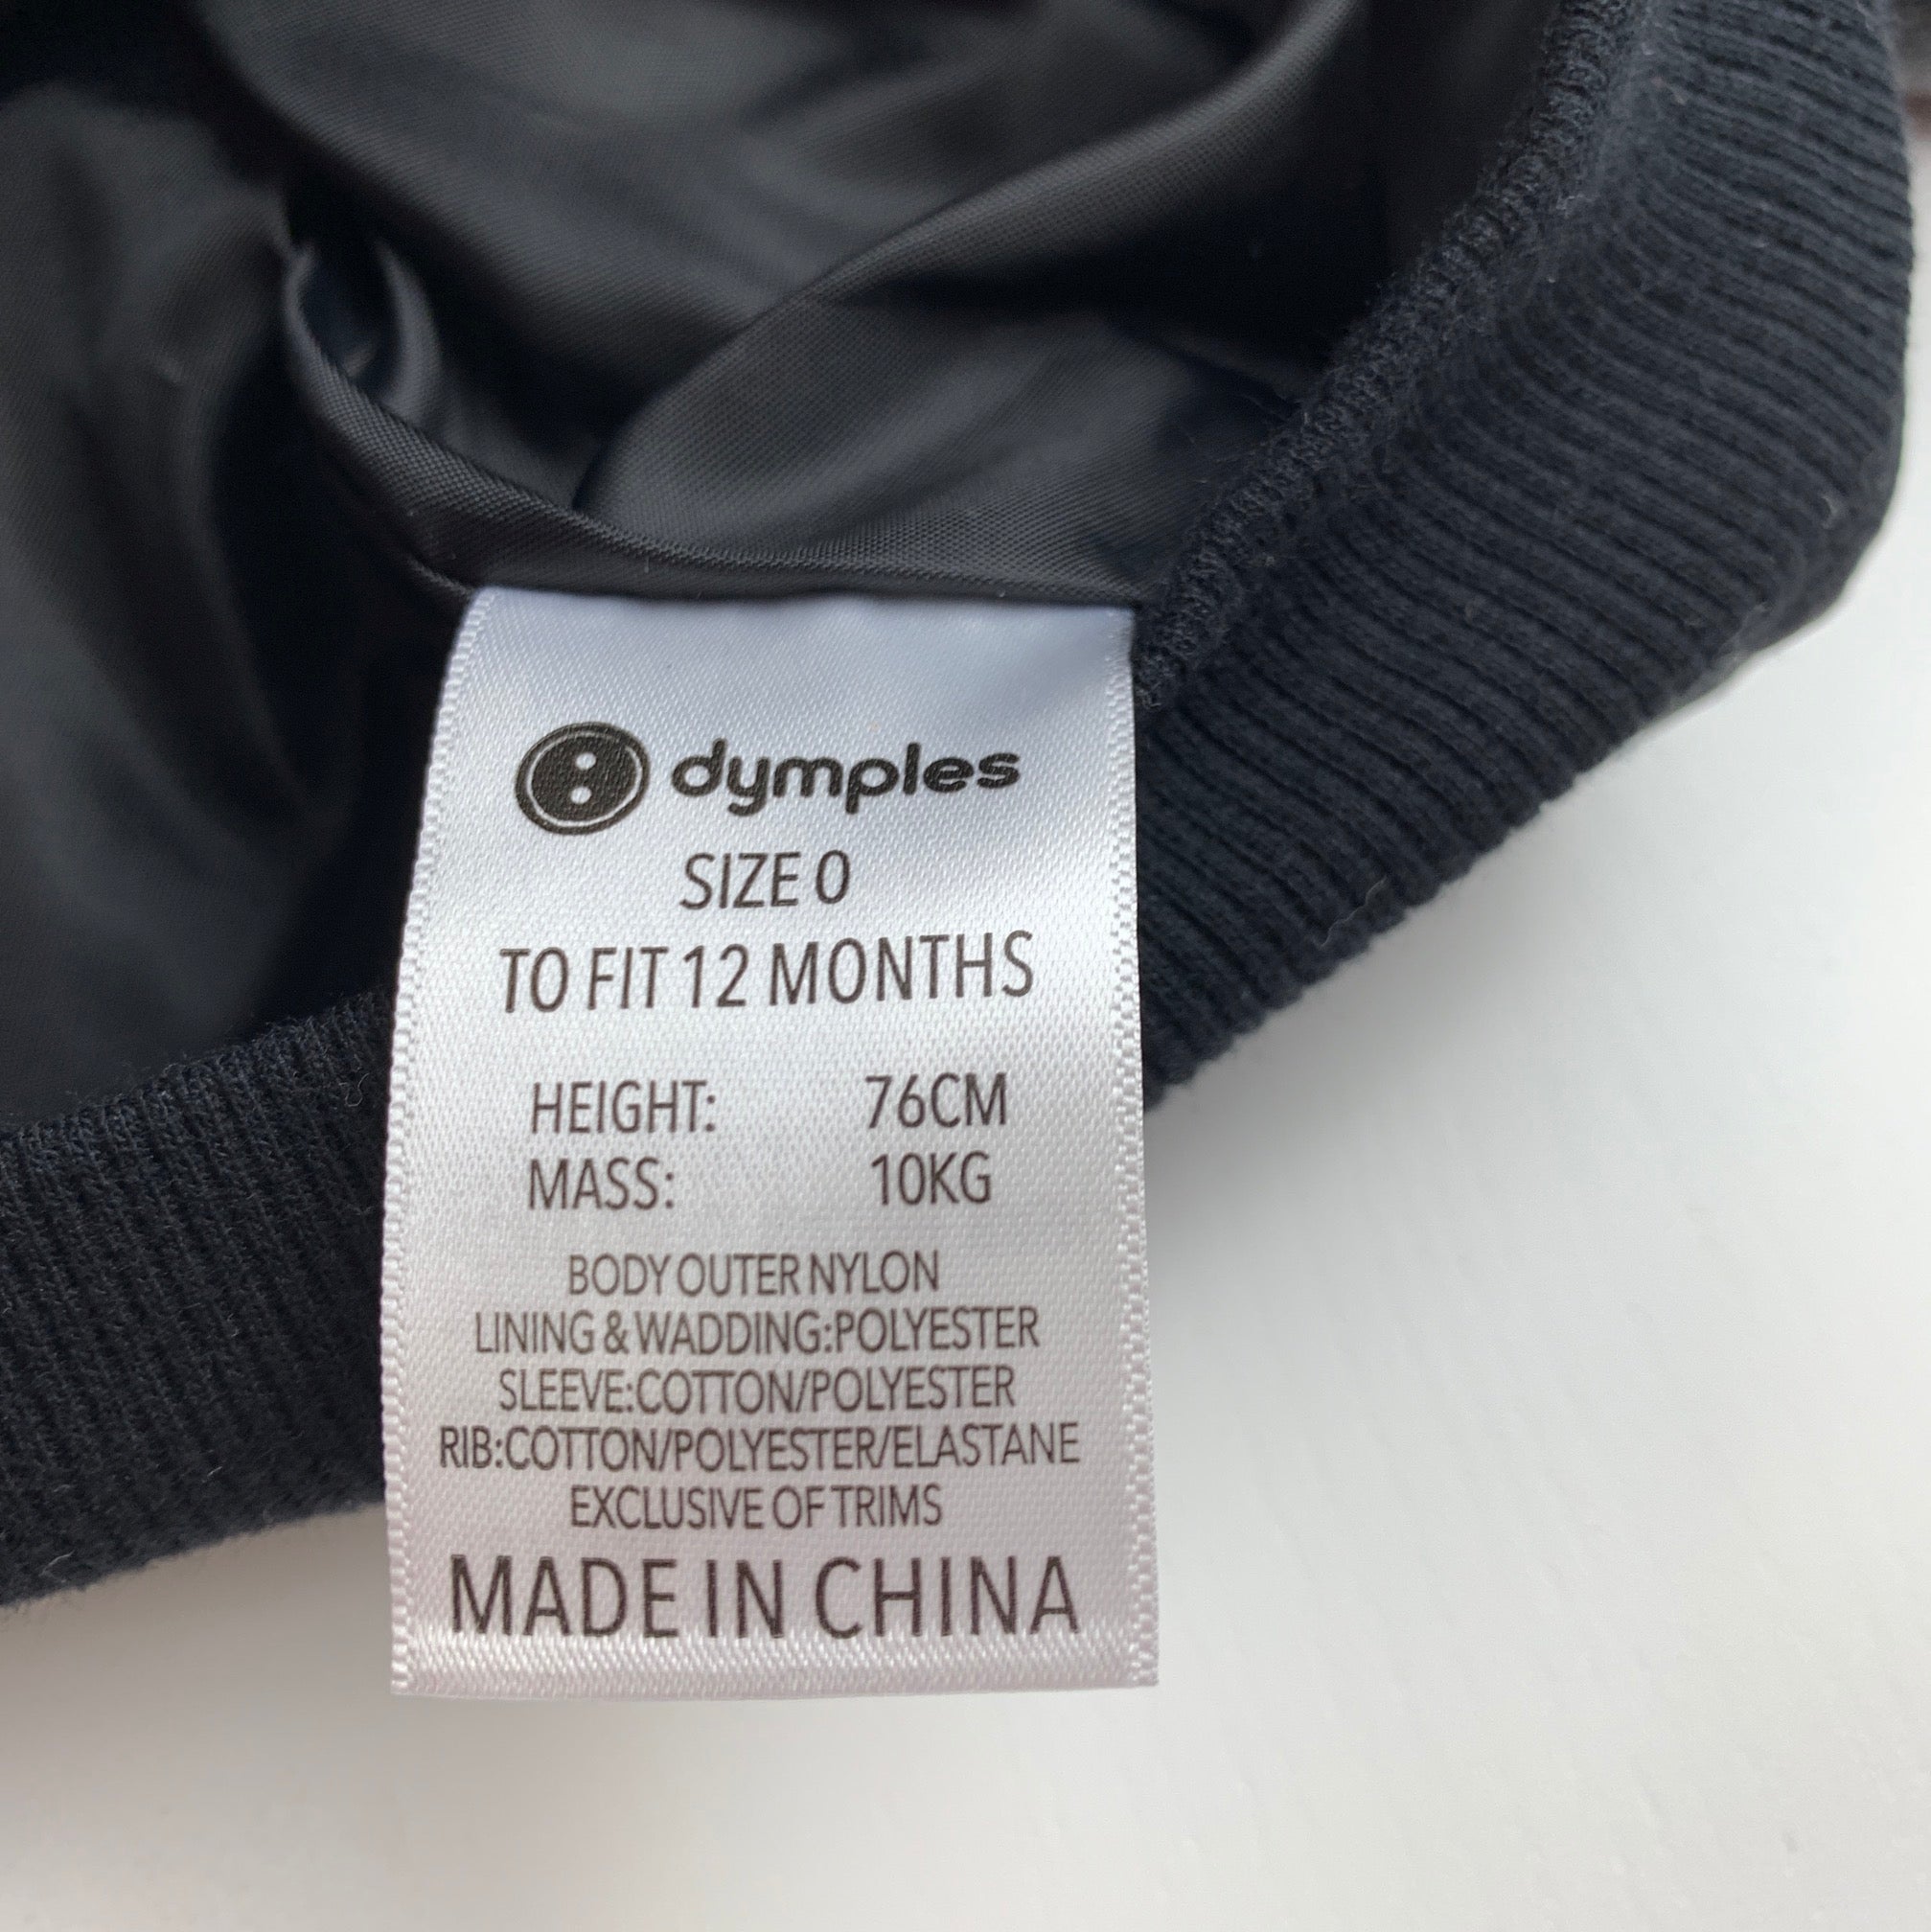 dymples
SIZE 0
TO FIT 12 MONTHS
HEIGHT: 76CM
MASS: 10KG
BODY OUTER NYLON
LINING & WADDING:POLYESTER
SLEEVE:COTTON/POLYESTER
RIB:COTTON/POLYESTER/ELASTANE
EXCLUSIVE OF TRIMS
MADE IN CHINA